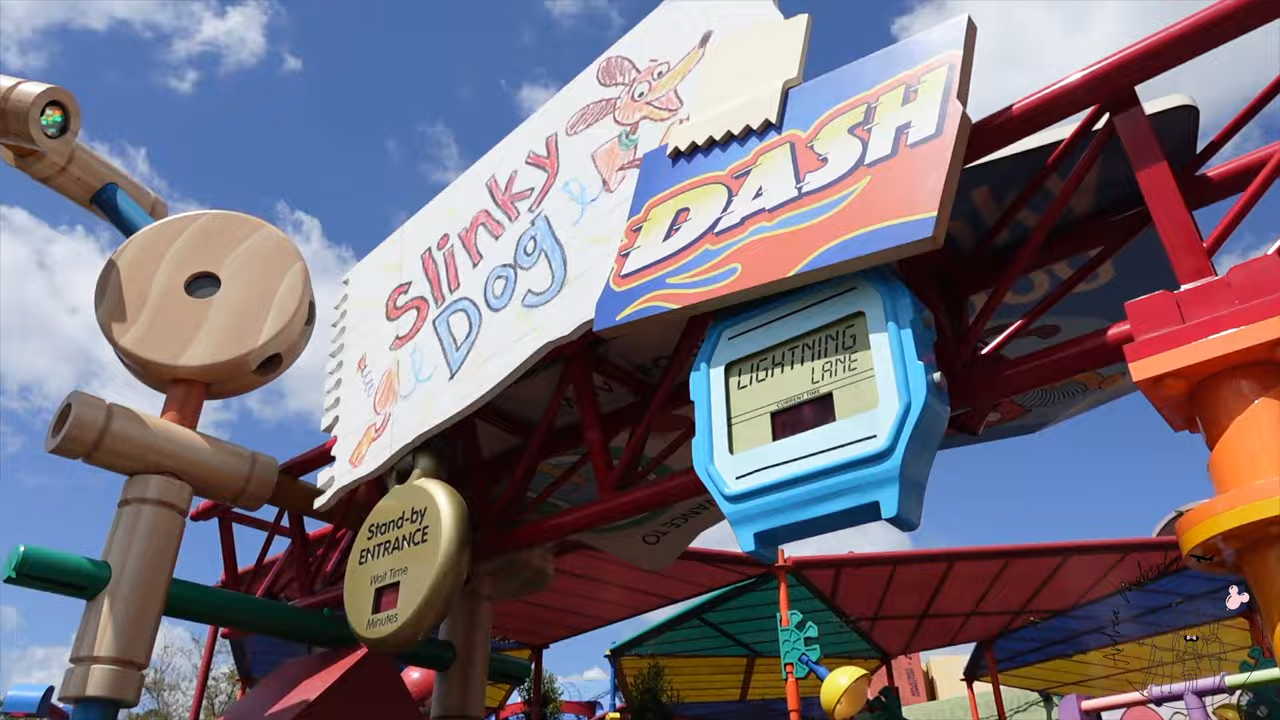 Slinky
Dog
DASH
LIGHTNING
LANE
CURRENT TIME
Stand-by
ENTRANCE
Wait Time
Minutes